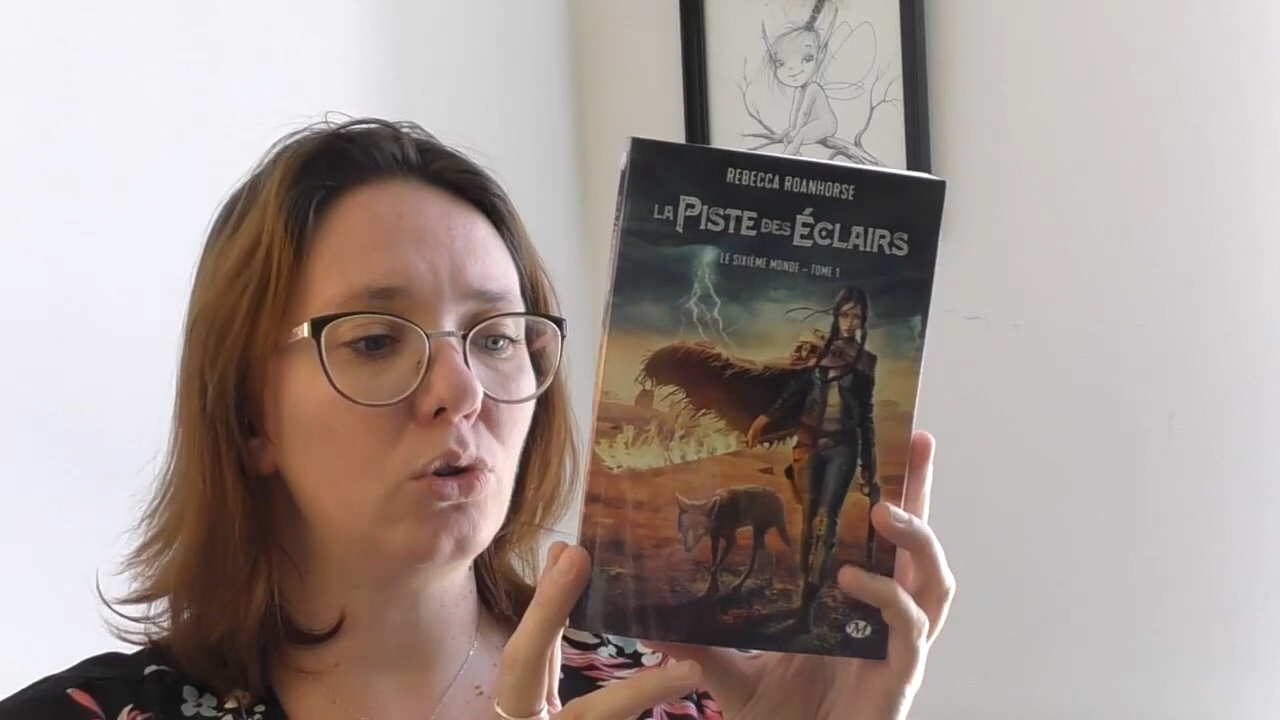 REBECCA ROANHORSE
LA PISTE DES ÉCLAIRS
LE SIXIÈME MONDE – TOME 1
M